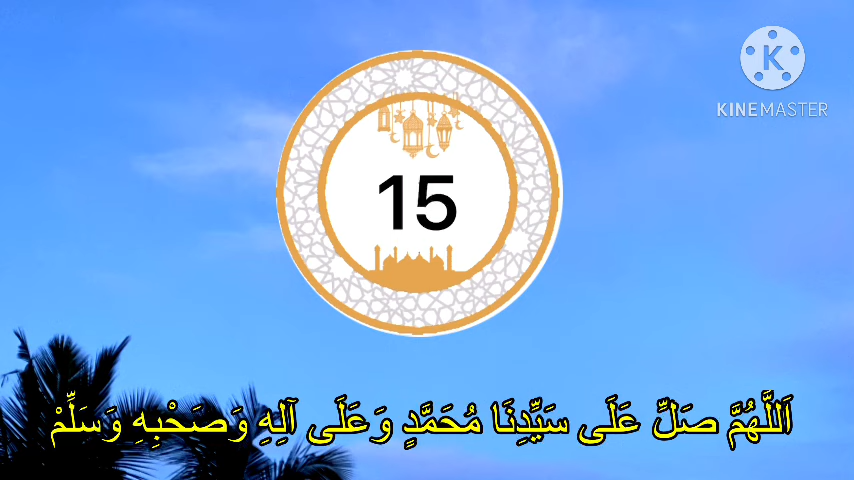 K
KINEMASTER
15
اَللَّهُمَّ صَلِّ عَلَى سَيِّدِنَا مُحَمَّدٍ وَعَلَى آلِهِ وَصَحْبِهِ وَسَلِّمْ